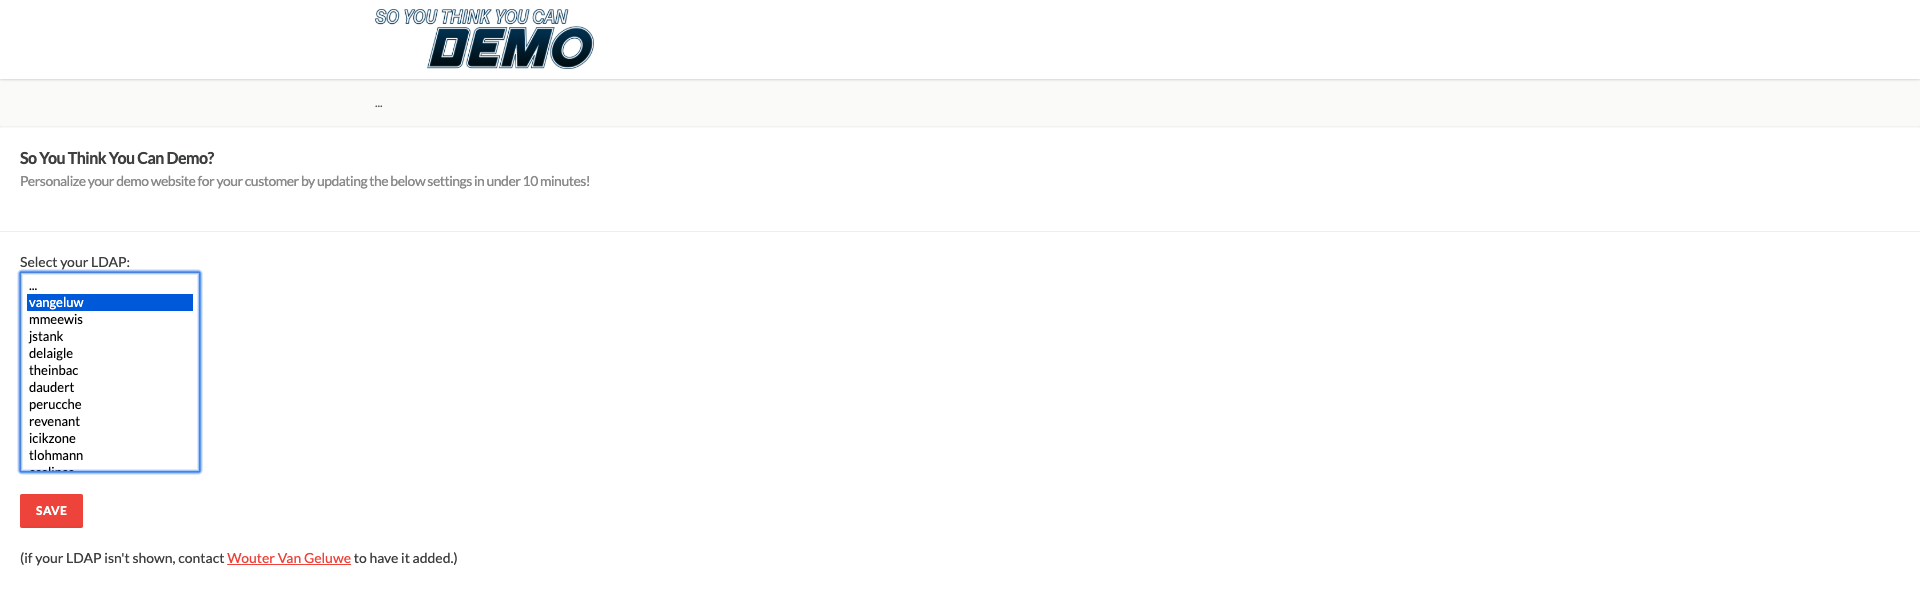 SO YOU THINK YOU CAN
DEMO
...
So You Think You Can Demo?
Personalize your demo website for your customer by updating the below settings in under 10 minutes!
Select your LDAP:
...
vangeluw
mmeewis
jstank
delaigle
theinbac
daudert
perucche
revenant
icikzone
tlohmann
SAVE
(if your LDAP isn't shown, contact Wouter Van Geluwe to have it added.)